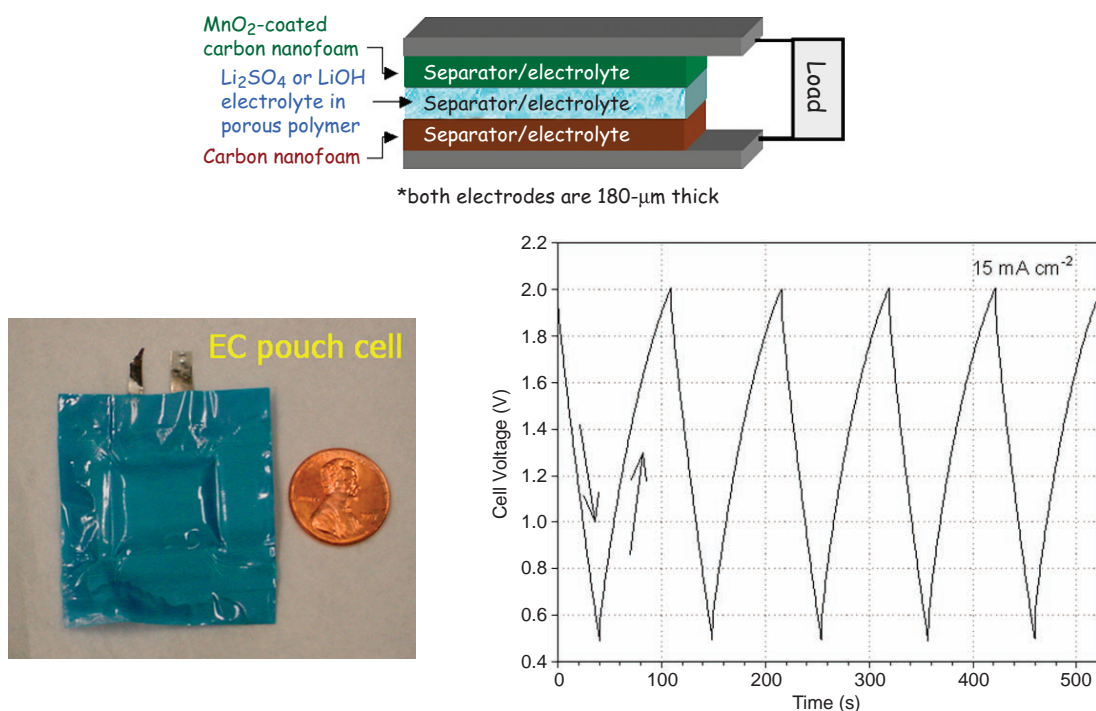 MnO2-coated
carbon nanofoam
Li2SO4 or LiOH
electrolyte in
porous polymer
Carbon nanofoam
Separator/electrolyte
Separator/electrolyte
Separator/electrolyte
Load
*both electrodes are 180-μm thick
EC pouch cell
15 mA cm-2
Cell Voltage (V)
2.2
2.0
1.8
1.6
1.4
1.2
1.0
0.8
0.6
0.4
0 100 200 300 400 500
Time (s)